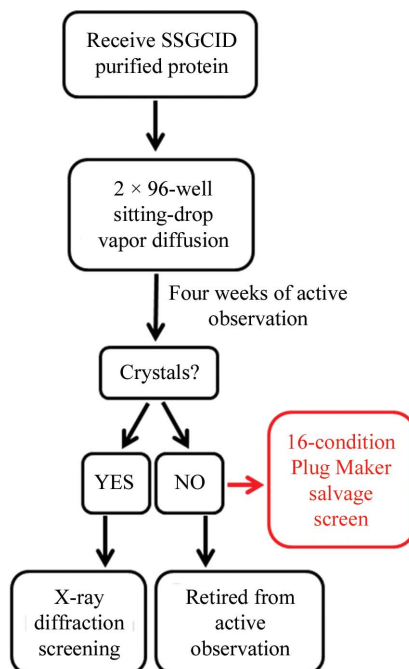 Receive SSGCID
purified protein
2 × 96-well
sitting-drop
vapor diffusion
Four weeks of active
observation
Crystals?
YES
NO
16-condition
Plug Maker
salvage
screen
X-ray
diffraction
screening
Retired from
active
observation